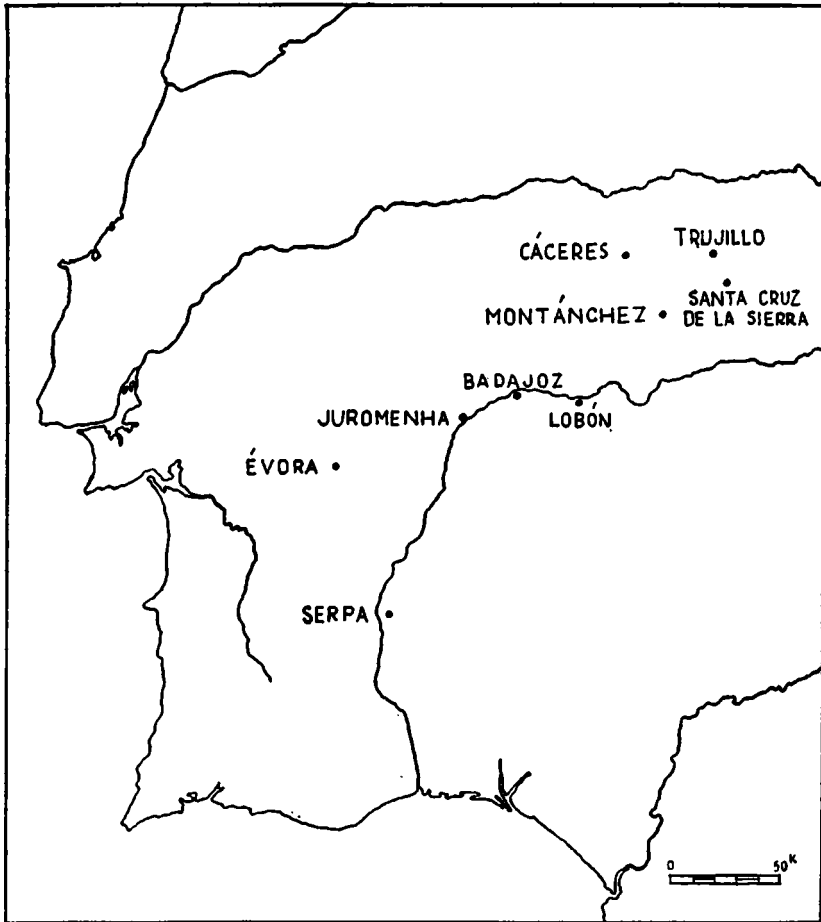 CÁCERES
TRUJILLO
MONTÁNCHEZ
SANTA CRUZ
DE LA SIERRA
BADAJOZ
LOBÓN
JUROMENHA
ÉVORA
SERPA
0 50K